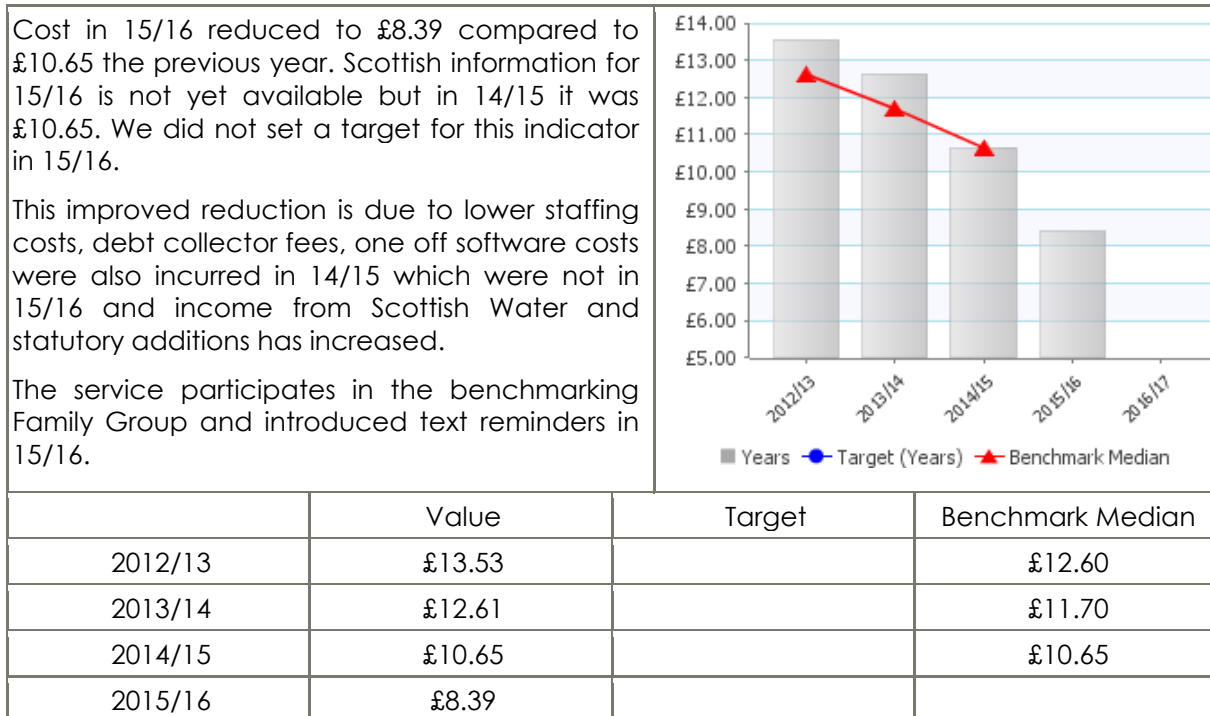 Cost in 15/16 reduced to £8.39 compared to
£10.65 the previous year. Scottish information for
15/16 is not yet available but in 14/15 it was
£10.65. We did not set a target for this indicator
in 15/16.
This improved reduction is due to lower staffing
costs, debt collector fees, one off software costs
were also incurred in 14/15 which were not in
15/16 and income from Scottish Water and
statutory additions has increased.
The service participates in the benchmarking
Family Group and introduced text reminders in
15/16.
£14.00
£13.00
£12.00
£11.00
£10.00
£9.00
£8.00
£7.00
£6.00
£5.00
2012/13 2013/14 2014/15 2015/16 2016/17
Years Target (Years) Benchmark Median
Value Target Benchmark Median
2012/13 £13.53 £12.60
2013/14 £12.61 £11.70
2014/15 £10.65 £10.65
2015/16 £8.39